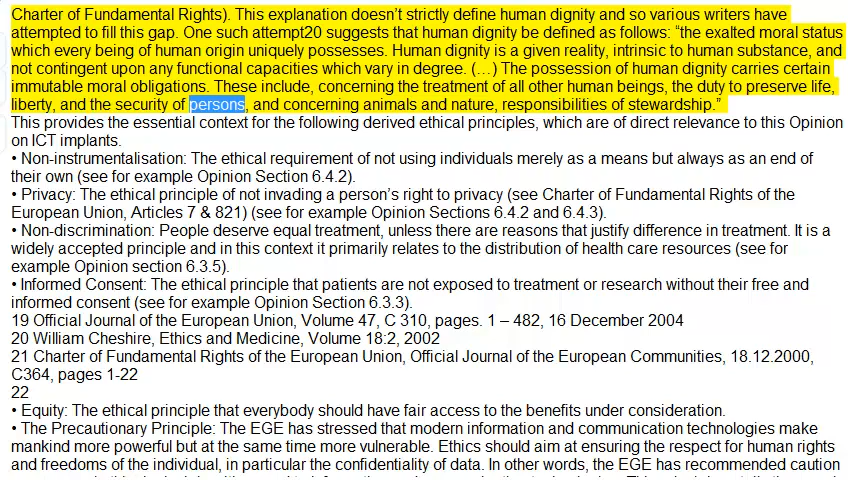 Charter of Fundamental Rights). This explanation doesn't strictly define human dignity and so various writers have
attempted to fill this gap. One such attempt20 suggests that human dignity be defined as follows: “the exalted moral status
which every being of human origin uniquely possesses. Human dignity is a given reality, intrinsic to human substance, and
not contingent upon any functional capacities which vary in degree. (…) The possession of human dignity carries certain
immutable moral obligations. These include, concerning the treatment of all other human beings, the duty to preserve life,
liberty, and the security of persons, and concerning animals and nature, responsibilities of stewardship.”
This provides the essential context for the following derived ethical principles, which are of direct relevance to this Opinion
on ICT implants.
• Non-instrumentalisation: The ethical requirement of not using individuals merely as a means but always as an end of
their own (see for example Opinion Section 6.4.2).
• Privacy: The ethical principle of not invading a person's right to privacy (see Charter of Fundamental Rights of the
European Union, Articles 7 & 821) (see for example Opinion Sections 6.4.2 and 6.4.3).
• Non-discrimination: People deserve equal treatment, unless there are reasons that justify difference in treatment. It is a
widely accepted principle and in this context it primarily relates to the distribution of health care resources (see for
example Opinion section 6.3.5).
• Informed Consent: The ethical principle that patients are not exposed to treatment or research without their free and
informed consent (see for example Opinion Section 6.3.3).
19 Official Journal of the European Union, Volume 47, C 310, pages. 1 – 482, 16 December 2004
20 William Cheshire, Ethics and Medicine, Volume 18:2, 2002
21 Charter of Fundamental Rights of the European Union, Official Journal of the European Communities, 18.12.2000,
C364, pages 1-22
22
• Equity: The ethical principle that everybody should have fair access to the benefits under consideration.
• The Precautionary Principle: The EGE has stressed that modern information and communication technologies make
mankind more powerful but at the same time more vulnerable. Ethics should aim at ensuring the respect for human rights
and freedoms of the individual, in particular the confidentiality of data. In other words, the EGE has recommended caution